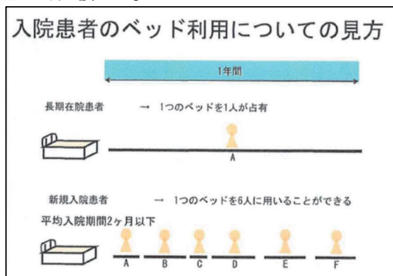 入院患者のベッド利用についての見方
1年間
長期在院患者 → 1つのベッドを1人が占有
A
新規入院患者 → 1つのベッドを6人に用いることができる
平均入院期間2ヶ月以下
A B C D E F